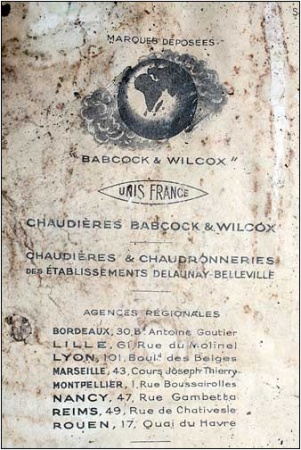 MARQUES DÉPOSÉES
"BABCOCK & WILCOX"
UNIS FRANCE
CHAUDIÈRES BABCOCK & WILCOX
CHAUDIÈRES & CHAUDRONNERIES
DES ÉTABLISSEMENTS DELAUNAY-BELLEVILLE
AGENCES RÉGIONALES
BORDEAUX, 30, Bd Antoine Gautier
LILLE, 61, Rue du Molinel
LYON, 101, Boulд des Belges
MARSEILLE, 43, Cours Joseph Thierry
MONTPELLIER, 1, Rue Boussairolles
NANCY, 47, Rue Gambetta
REIMS, 49, Rue de Chativesle
ROUEN, 17, Quai du Havre